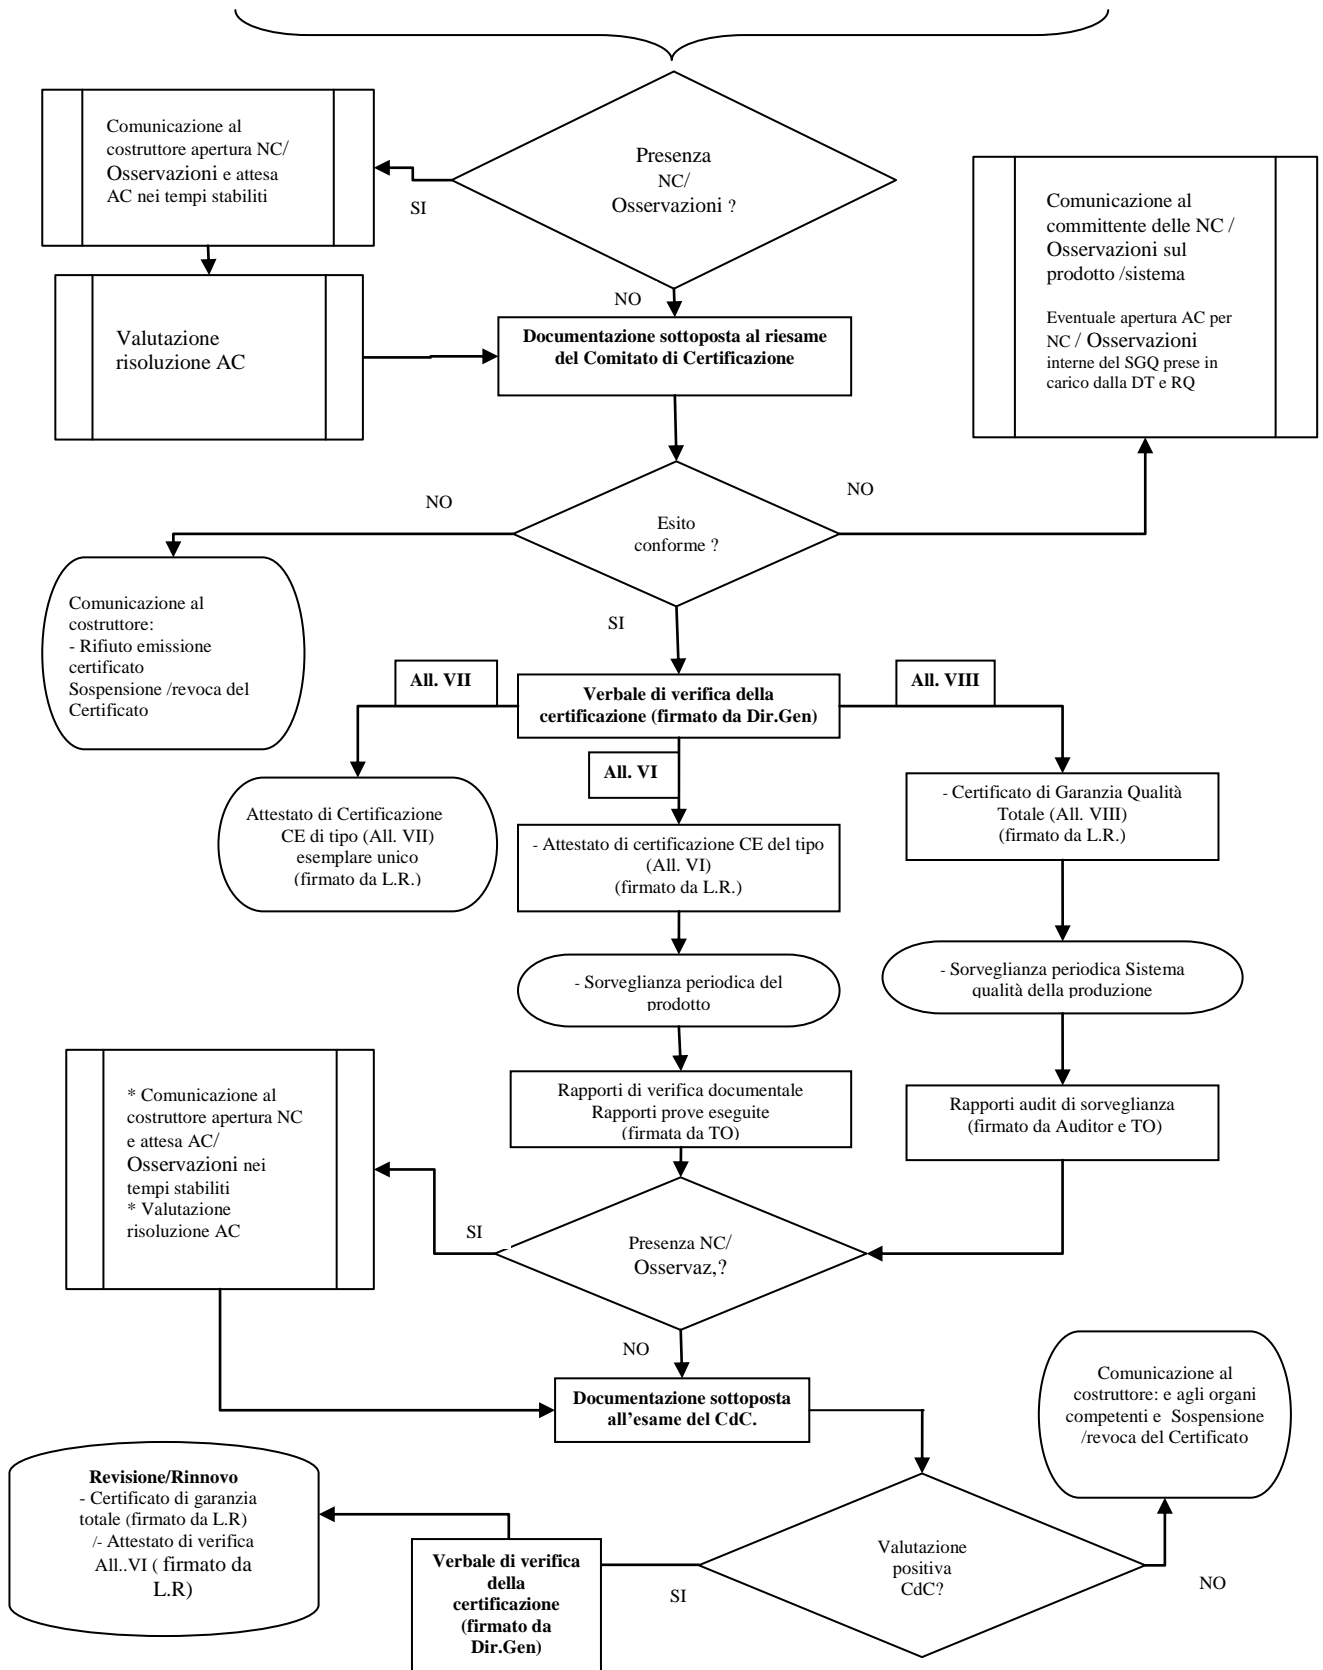 Comunicazione al
costruttore apertura NC/
Osservazioni e attesa
AC nei tempi stabiliti
Presenza
NC/
Osservazioni ?
SI
NO
Comunicazione al
committente delle NC /
Osservazioni sul
prodotto /sistema
Eventuale apertura AC per
NC / Osservazioni
interne del SGQ prese in
carico dalla DT e RQ
Valutazione
risoluzione AC
Documentazione sottoposta al riesame
del Comitato di Certificazione
NO
NO
Esito
conforme ?
SI
Comunicazione al
costruttore:
- Rifiuto emissione
certificato
Sospensione /revoca del
Certificato
All. VII
Verbale di verifica della
certificazione (firmato da Dir.Gen)
All. VIII
All. VI
Attestato di Certificazione
CE di tipo (All. VII)
esemplare unico
(firmato da L.R.)
- Attestato di certificazione CE del tipo
(All. VI)
(firmato da L.R.)
- Certificato di Garanzia Qualità
Totale (All. VIII)
(firmato da L.R.)
- Sorveglianza periodica del
prodotto
- Sorveglianza periodica Sistema
qualità della produzione
Rapporti di verifica documentale
Rapporti prove eseguite
(firmata da TO)
Rapporti audit di sorveglianza
(firmato da Auditor e TO)
* Comunicazione al
costruttore apertura NC
e attesa AC/
Osservazioni nei
tempi stabiliti
* Valutazione
risoluzione AC
SI
Presenza NC/
Osservaz,?
NO
Documentazione sottoposta
all'esame del CdC.
Comunicazione al
costruttore: e agli organi
competenti e Sospensione
/revoca del Certificato
Revisione/Rinnovo
- Certificato di garanzia
totale (firmato da L.R)
/- Attestato di verifica
All..VI ( firmato da
L.R)
Verbale di verifica
della
certificazione
(firmato da
Dir.Gen)
SI
Valutazione
positiva
CdC?
NO